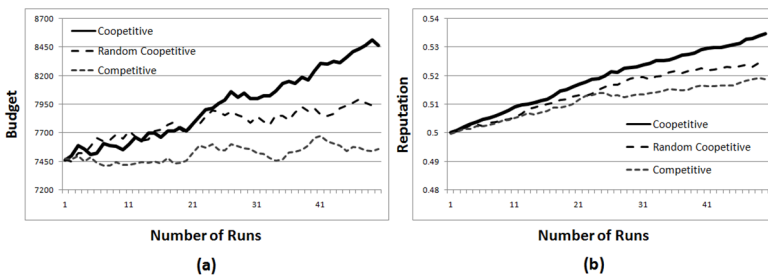 8700
8450
8200
7950
7700
7450
7200
Budget
Coopetitive
Random Coopetitive
Competitive
1
11
21
31
41
Number of Runs
(a)
0.54
0.53
0.52
0.51
0.5
0.49
0.48
Reputation
Coopetitive
Random Coopetitive
Competitive
1
11
21
31
41
Number of Runs
(b)